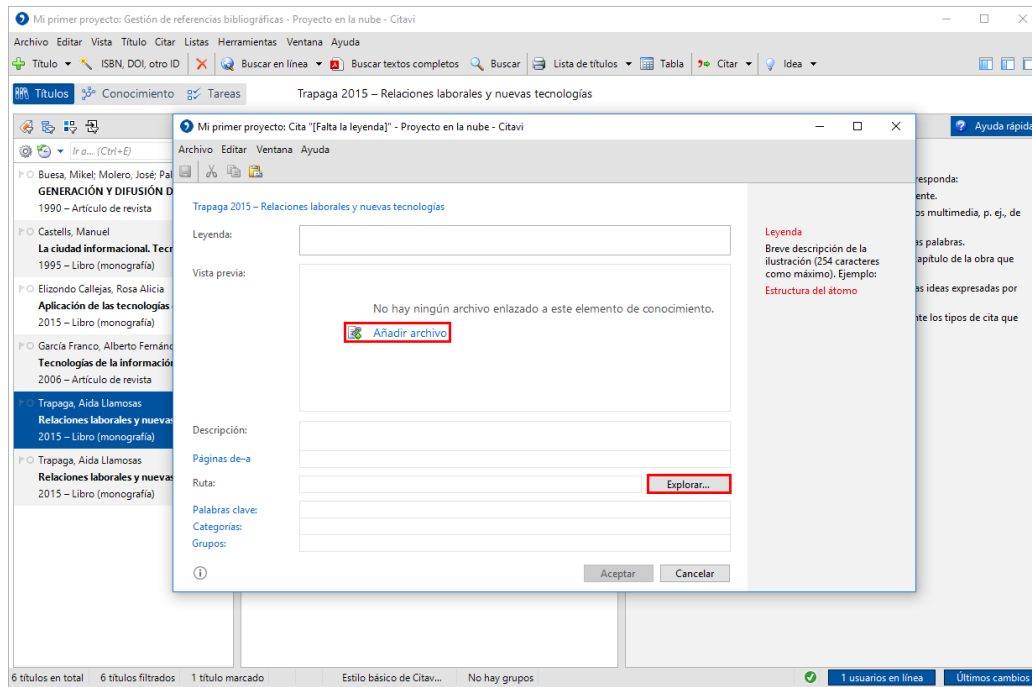 Mi primer proyecto: Gestión de referencias bibliográficas - Proyecto en la nube - Citavi
Archivo Editar Vista Título Citar Listas Herramientas Ventana Ayuda
Título ISBN, DOI, otro ID Buscar en línea Buscar textos completos Buscar Lista de títulos Tabla Citar Idea
Títulos Conocimiento Tareas Trapaga 2015 – Relaciones laborales y nuevas tecnologías
Ayuda rápida
Ir a... (Ctrl+E)
Buesa, Mikel; Molero, José; Pal
GENERACIÓN Y DIFUSIÓN D
1990 – Artículo de revista
Castells, Manuel
La ciudad informacional. Tecn
1995 – Libro (monografía)
Elizondo Callejas, Rosa Alicia
Aplicación de las tecnologías
2015 – Libro (monografía)
García Franco, Alberto Fernánd
Tecnologías de la informació
2006 – Artículo de revista
Trapaga, Aida Llamosas
Relaciones laborales y nuevas
2015 – Libro (monografía)
Trapaga, Aida Llamosas
Relaciones laborales y nuevas
2015 – Libro (monografía)
Mi primer proyecto: Cita "[Falta la leyenda]" - Proyecto en la nube - Citavi
Archivo Editar Ventana Ayuda
Trapaga 2015 – Relaciones laborales y nuevas tecnologías
Leyenda:
Vista previa:
No hay ningún archivo enlazado a este elemento de conocimiento.
Añadir archivo
Descripción:
Páginas de–a
Ruta:
Explorar...
Palabras clave:
Categorías:
Grupos:
Aceptar Cancelar
Leyenda
Breve descripción de la
ilustración (254 caracteres
como máximo). Ejemplo:
Estructura del átomo
responda:
ente.
os multimedia, p. ej., de
as palabras.
apítulo de la obra que
as ideas expresadas por
nte los tipos de cita que
6 títulos en total 6 títulos filtrados 1 título marcado Estilo básico de Citav... No hay grupos 1 usuarios en línea Últimos cambios